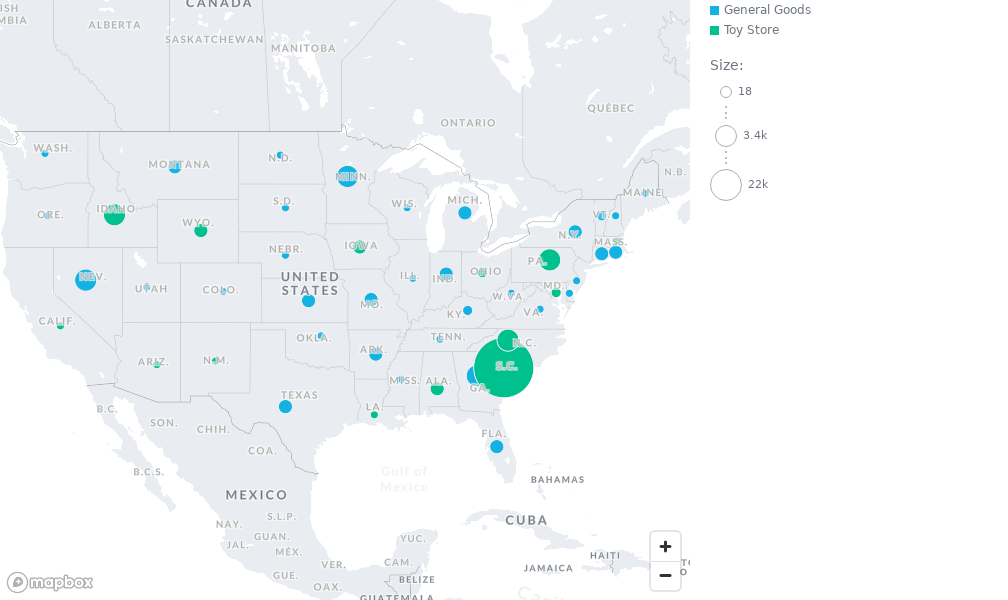 CANADA
ISH
MBIA
ALBERTA
SASKATCHEWAN
MANITOBA
ONTARIO
QUÉBEC
N.B.
WASH.
MONTANA
N.D.
MINN.
MAINE
ORE.
IDAHO
WYO.
S.D.
WIS.
MICH.
VT.
N.Y.
MASS.
NEBR.
IOWA
NEV.
UTAH
COLO.
UNITED
STATES
ILL.
IND.
OHIO
PA.
MD.
W.VA.
VA.
CALIF.
MO.
KY.
ARIZ.
N.M.
OKLA.
ARK.
TENN.
N.C.
S.C.
TEXAS
LA.
MISS.
ALA.
GA.
FLA.
B.C.
SON.
CHIH.
COA.
B.C.S.
Gulf of
Mexico
BAHAMAS
MEXICO
CUBA
NAY.
S.L.P.
GUAN.
JAL.
MÉX.
YUC.
VER.
CAM.
GUE.
OAX.
BELIZE
GUATEMALA
JAMAICA
HAITI
mapbox
+
−
General Goods
Toy Store
Size:
18
3.4k
22k